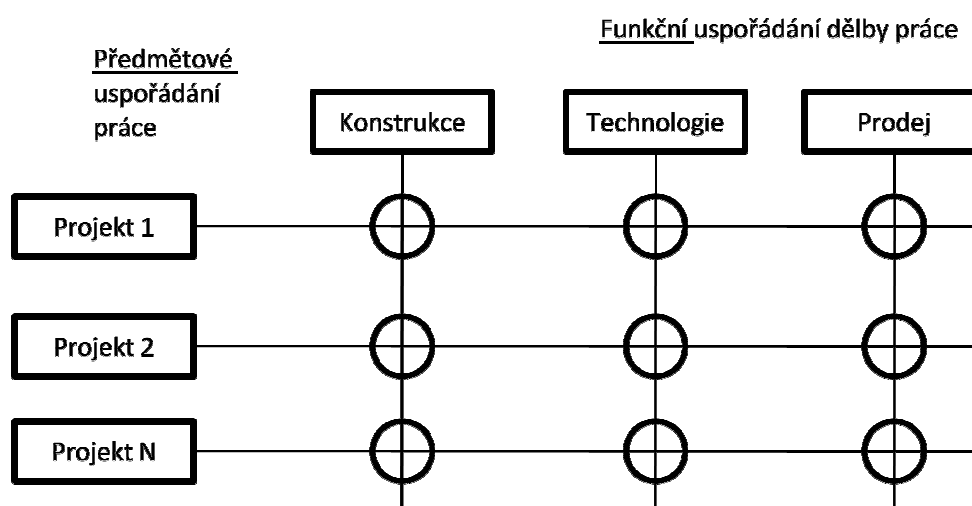 Funkční uspořádání dělby práce
Předmětové
uspořádání
práce
Konstrukce
Technologie
Prodej
Projekt 1
Projekt 2
Projekt N